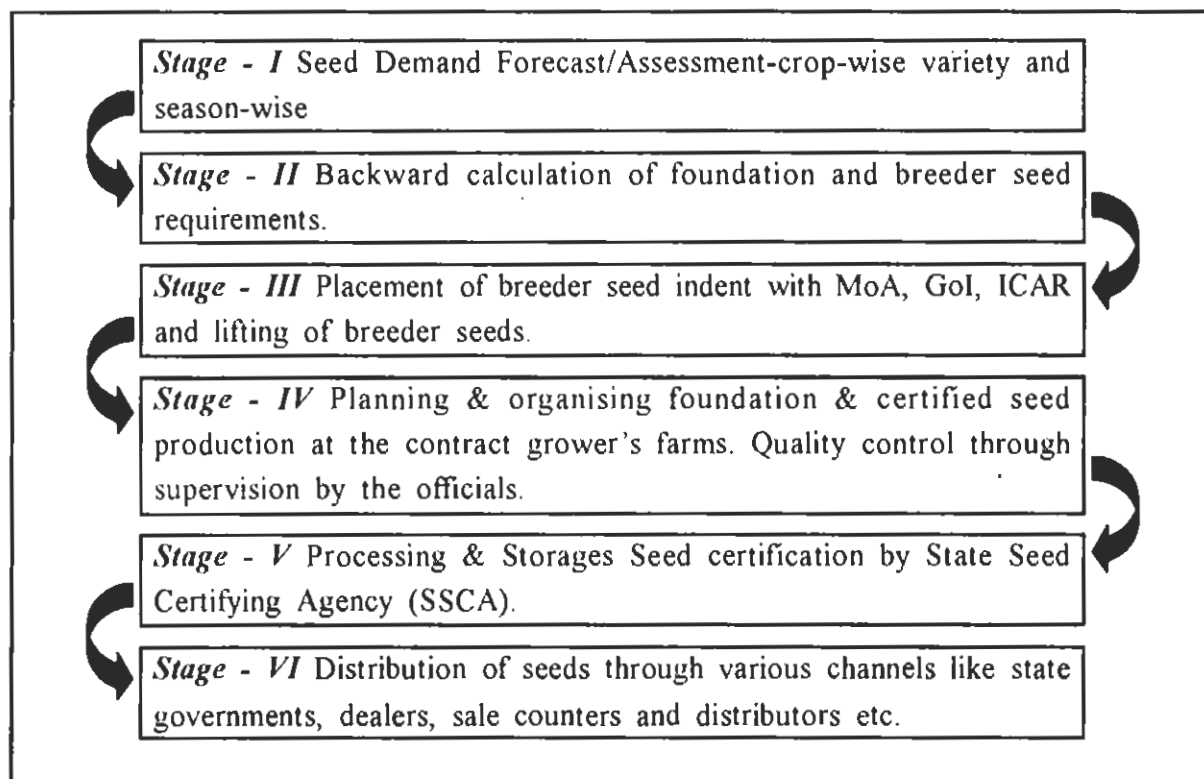 Stage - I Seed Demand Forecast/Assessment-crop-wise variety and
season-wise
Stage - II Backward calculation of foundation and breeder seed
requirements.
Stage - III Placement of breeder seed indent with MoA, GoI, ICAR
and lifting of breeder seeds.
Stage - IV Planning & organising foundation & certified seed
production at the contract grower's farms. Quality control through
supervision by the officials.
Stage - V Processing & Storages Seed certification by State Seed
Certifying Agency (SSCA).
Stage - VI Distribution of seeds through various channels like state
governments, dealers, sale counters and distributors etc.